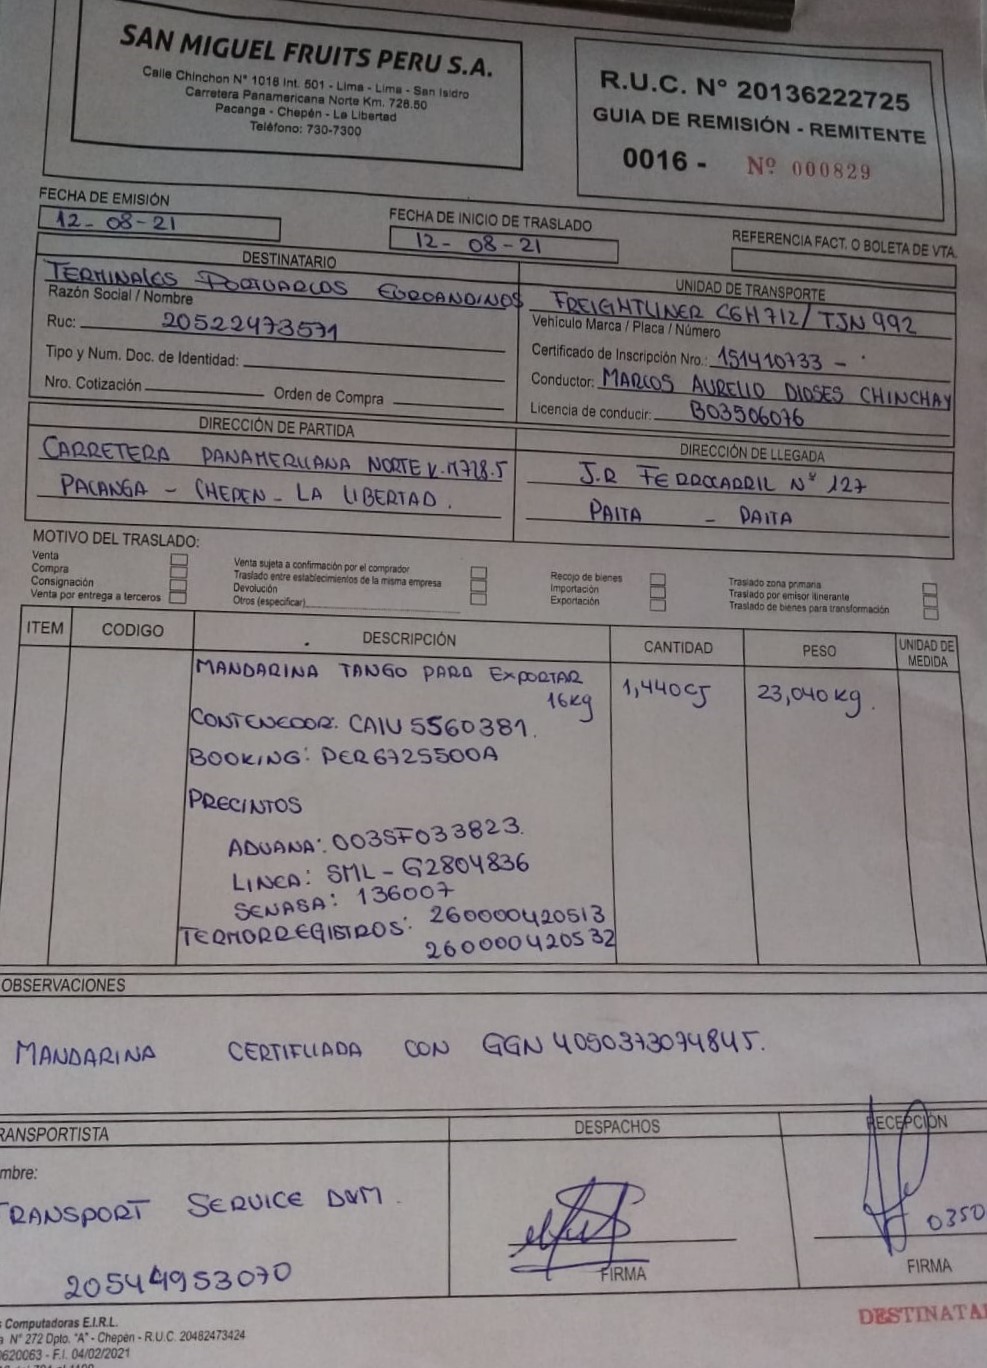 SAN MIGUEL FRUITS PERU S.A.
Calle Chinchon N° 1018 Int. 501 - Lima - Lima - San Isidro
Carretera Panamericana Norte Km. 728.50
Pacanga - Chepén - La Libertad
Teléfono: 730-7300
R.U.C. N° 20136222725
GUIA DE REMISIÓN - REMITENTE
0016 - Nº 000829
FECHA DE EMISIÓN
12-08-21
FECHA DE INICIO DE TRASLADO
12-08-21
REFERENCIA FACT. O BOLETA DE VTA.
DESTINATARIO
TERMINALES PORTUARIOS EUROANDINOS
Razón Social / Nombre
Ruc: 20522473571
Tipo y Num. Doc. de Identidad:
Nro. Cotización Orden de Compra
UNIDAD DE TRANSPORTE
FREIGHTLINER C6H712/TJN992
Vehículo Marca / Placa / Número
Certificado de Inscripción Nro.: 151410733 -
Conductor: MARCOS AURELIO DIOSES CHINCHAY
Licencia de conducir: B03506076
DIRECCIÓN DE PARTIDA
CARRETERA PANAMERICANA NORTE K.M728.5
PACANGA - CHEPEN - LA LIBERTAD.
DIRECCIÓN DE LLEGADA
J.R FERROCARRIL N° 127
PAITA - PAITA
MOTIVO DEL TRASLADO:
Venta
Compra
Consignación
Venta por entrega a terceros
Venta sujeta a confirmación por el comprador
Traslado entre establecimientos de la misma empresa
Devolución
Otros (especificar)
Recojo de bienes
Importación
Exportación
Traslado zona primaria
Traslado por emisor itinerante
Traslado de bienes para transformación
ITEM CODIGO DESCRIPCIÓN CANTIDAD PESO UNIDAD DE MEDIDA
MANDARINA TANGO PARA EXPORTAR
16Kg 1,440CJ 23,040Kg.
CONTENEDOR: CAIU 5560381.
BOOKING: PER6725500A
PRECINTOS
ADUANA: 003SF033823.
LINEA: SML - G2804836
SENASA: 136007
TERMORREGISTROS: 260000420513
260000420532
OBSERVACIONES
MANDARINA CERTIFICADA CON GGN 4050373074845.
RANSPORTISTA
mbre:
TRANSPORT SERVICE D&M.
20544953070
DESPACHOS
FIRMA
RECEPCIÓN
0350
FIRMA
s Computadoras E.I.R.L.
a N° 272 Dpto. "A" - Chepén - R.U.C. 20482473424
0620063 - F.I. 04/02/2021
DESTINATA